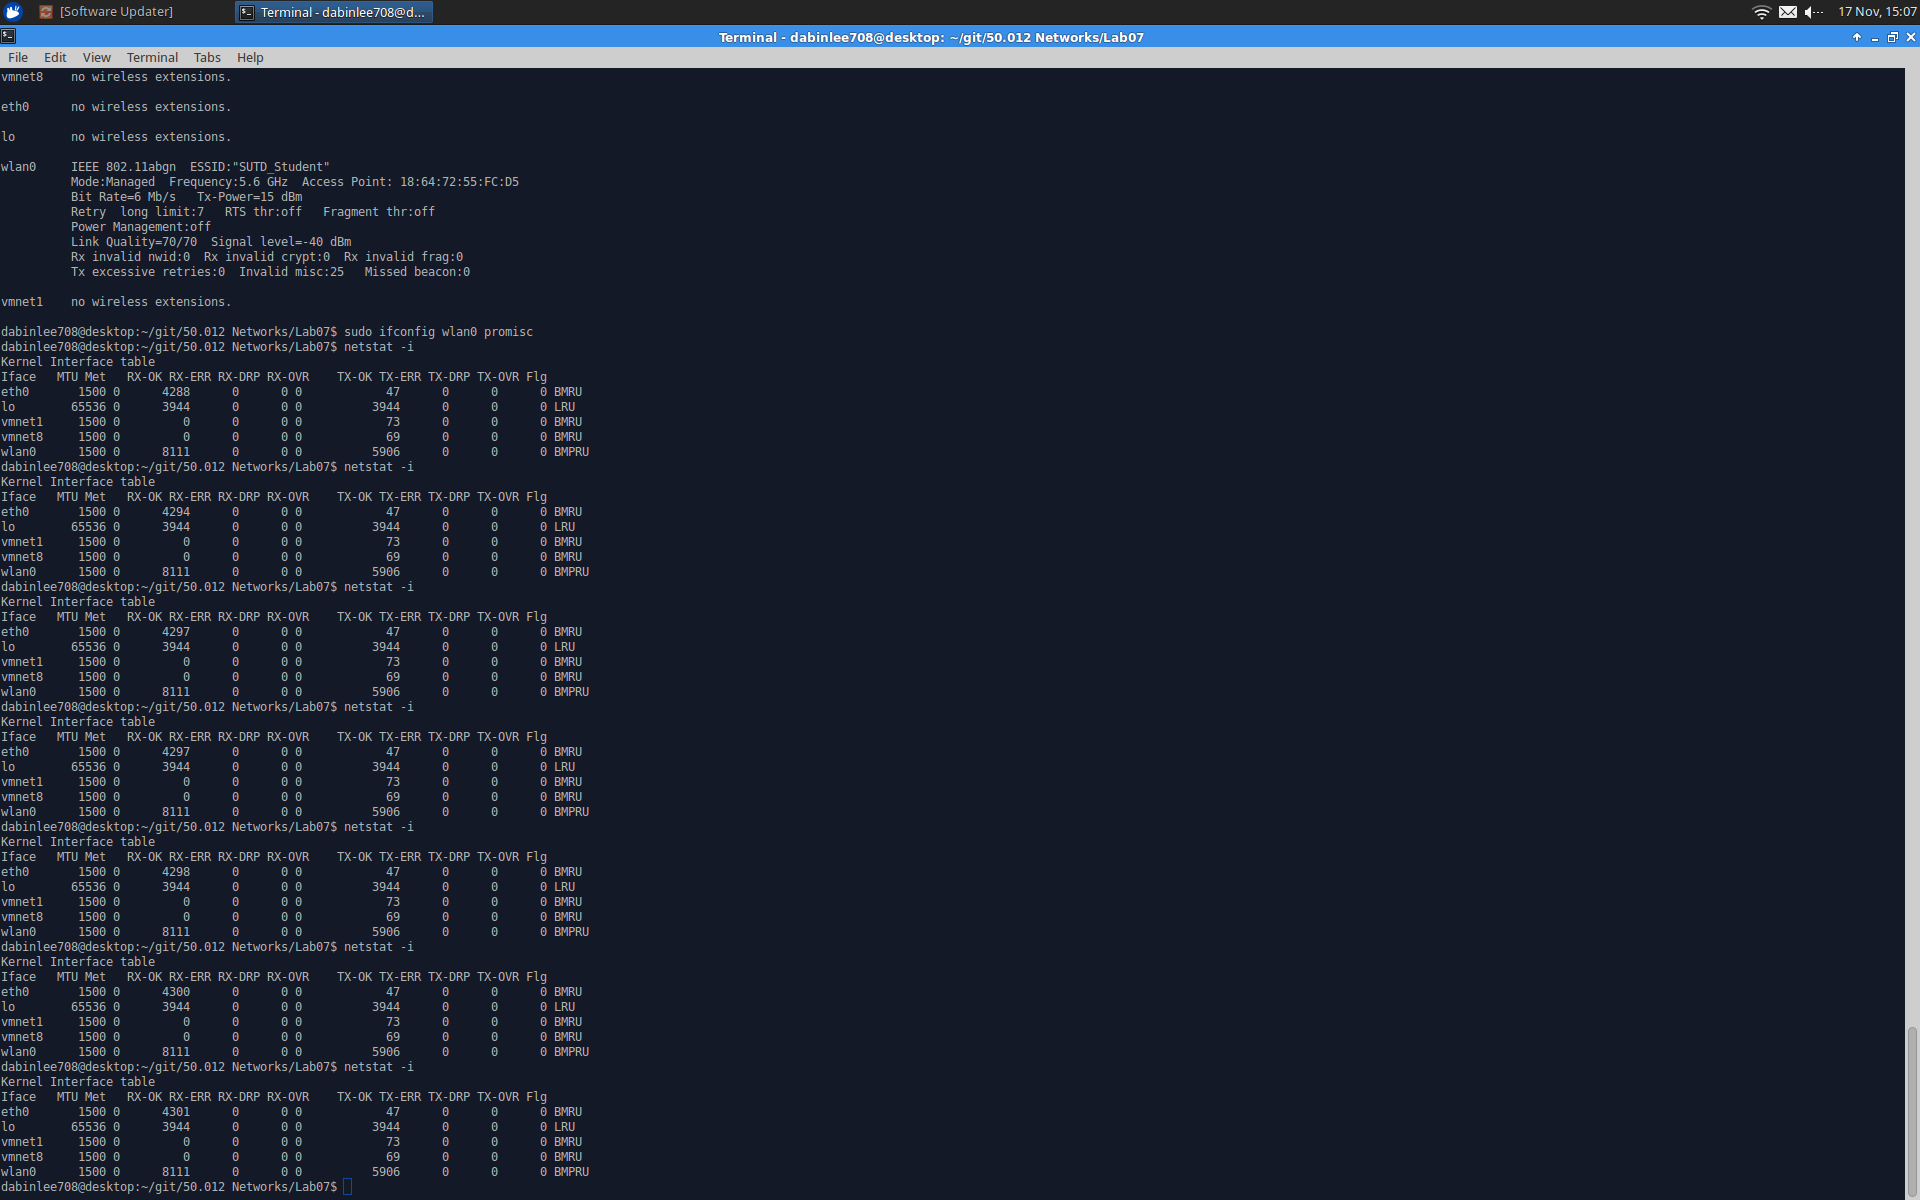 [Software Updater] Terminal - dabinlee708@d... 17 Nov, 15:07
Terminal - dabinlee708@desktop: ~/git/50.012 Networks/Lab07
File Edit View Terminal Tabs Help
vmnet8    no wireless extensions.
eth0      no wireless extensions.
lo        no wireless extensions.
wlan0     IEEE 802.11abgn  ESSID:"SUTD_Student"
          Mode:Managed  Frequency:5.6 GHz  Access Point: 18:64:72:55:FC:D5
          Bit Rate=6 Mb/s   Tx-Power=15 dBm
          Retry  long limit:7   RTS thr:off   Fragment thr:off
          Power Management:off
          Link Quality=70/70  Signal level=-40 dBm
          Rx invalid nwid:0  Rx invalid crypt:0  Rx invalid frag:0
          Tx excessive retries:0  Invalid misc:25   Missed beacon:0
vmnet1    no wireless extensions.
dabinlee708@desktop:~/git/50.012 Networks/Lab07$ sudo ifconfig wlan0 promisc
dabinlee708@desktop:~/git/50.012 Networks/Lab07$ netstat -i
Kernel Interface table
Iface   MTU Met   RX-OK RX-ERR RX-DRP RX-OVR    TX-OK TX-ERR TX-DRP TX-OVR Flg
eth0       1500 0      4288      0      0 0            47      0      0      0 BMRU
lo        65536 0      3944      0      0 0          3944      0      0      0 LRU
vmnet1     1500 0         0      0      0 0            73      0      0      0 BMRU
vmnet8     1500 0         0      0      0 0            69      0      0      0 BMRU
wlan0      1500 0      8111      0      0 0          5906      0      0      0 BMPRU
dabinlee708@desktop:~/git/50.012 Networks/Lab07$ netstat -i
Kernel Interface table
Iface   MTU Met   RX-OK RX-ERR RX-DRP RX-OVR    TX-OK TX-ERR TX-DRP TX-OVR Flg
eth0       1500 0      4294      0      0 0            47      0      0      0 BMRU
lo        65536 0      3944      0      0 0          3944      0      0      0 LRU
vmnet1     1500 0         0      0      0 0            73      0      0      0 BMRU
vmnet8     1500 0         0      0      0 0            69      0      0      0 BMRU
wlan0      1500 0      8111      0      0 0          5906      0      0      0 BMPRU
dabinlee708@desktop:~/git/50.012 Networks/Lab07$ netstat -i
Kernel Interface table
Iface   MTU Met   RX-OK RX-ERR RX-DRP RX-OVR    TX-OK TX-ERR TX-DRP TX-OVR Flg
eth0       1500 0      4297      0      0 0            47      0      0      0 BMRU
lo        65536 0      3944      0      0 0          3944      0      0      0 LRU
vmnet1     1500 0         0      0      0 0            73      0      0      0 BMRU
vmnet8     1500 0         0      0      0 0            69      0      0      0 BMRU
wlan0      1500 0      8111      0      0 0          5906      0      0      0 BMPRU
dabinlee708@desktop:~/git/50.012 Networks/Lab07$ netstat -i
Kernel Interface table
Iface   MTU Met   RX-OK RX-ERR RX-DRP RX-OVR    TX-OK TX-ERR TX-DRP TX-OVR Flg
eth0       1500 0      4297      0      0 0            47      0      0      0 BMRU
lo        65536 0      3944      0      0 0          3944      0      0      0 LRU
vmnet1     1500 0         0      0      0 0            73      0      0      0 BMRU
vmnet8     1500 0         0      0      0 0            69      0      0      0 BMRU
wlan0      1500 0      8111      0      0 0          5906      0      0      0 BMPRU
dabinlee708@desktop:~/git/50.012 Networks/Lab07$ netstat -i
Kernel Interface table
Iface   MTU Met   RX-OK RX-ERR RX-DRP RX-OVR    TX-OK TX-ERR TX-DRP TX-OVR Flg
eth0       1500 0      4298      0      0 0            47      0      0      0 BMRU
lo        65536 0      3944      0      0 0          3944      0      0      0 LRU
vmnet1     1500 0         0      0      0 0            73      0      0      0 BMRU
vmnet8     1500 0         0      0      0 0            69      0      0      0 BMRU
wlan0      1500 0      8111      0      0 0          5906      0      0      0 BMPRU
dabinlee708@desktop:~/git/50.012 Networks/Lab07$ netstat -i
Kernel Interface table
Iface   MTU Met   RX-OK RX-ERR RX-DRP RX-OVR    TX-OK TX-ERR TX-DRP TX-OVR Flg
eth0       1500 0      4300      0      0 0            47      0      0      0 BMRU
lo        65536 0      3944      0      0 0          3944      0      0      0 LRU
vmnet1     1500 0         0      0      0 0            73      0      0      0 BMRU
vmnet8     1500 0         0      0      0 0            69      0      0      0 BMRU
wlan0      1500 0      8111      0      0 0          5906      0      0      0 BMPRU
dabinlee708@desktop:~/git/50.012 Networks/Lab07$ netstat -i
Kernel Interface table
Iface   MTU Met   RX-OK RX-ERR RX-DRP RX-OVR    TX-OK TX-ERR TX-DRP TX-OVR Flg
eth0       1500 0      4301      0      0 0            47      0      0      0 BMRU
lo        65536 0      3944      0      0 0          3944      0      0      0 LRU
vmnet1     1500 0         0      0      0 0            73      0      0      0 BMRU
vmnet8     1500 0         0      0      0 0            69      0      0      0 BMRU
wlan0      1500 0      8111      0      0 0          5906      0      0      0 BMPRU
dabinlee708@desktop:~/git/50.012 Networks/Lab07$